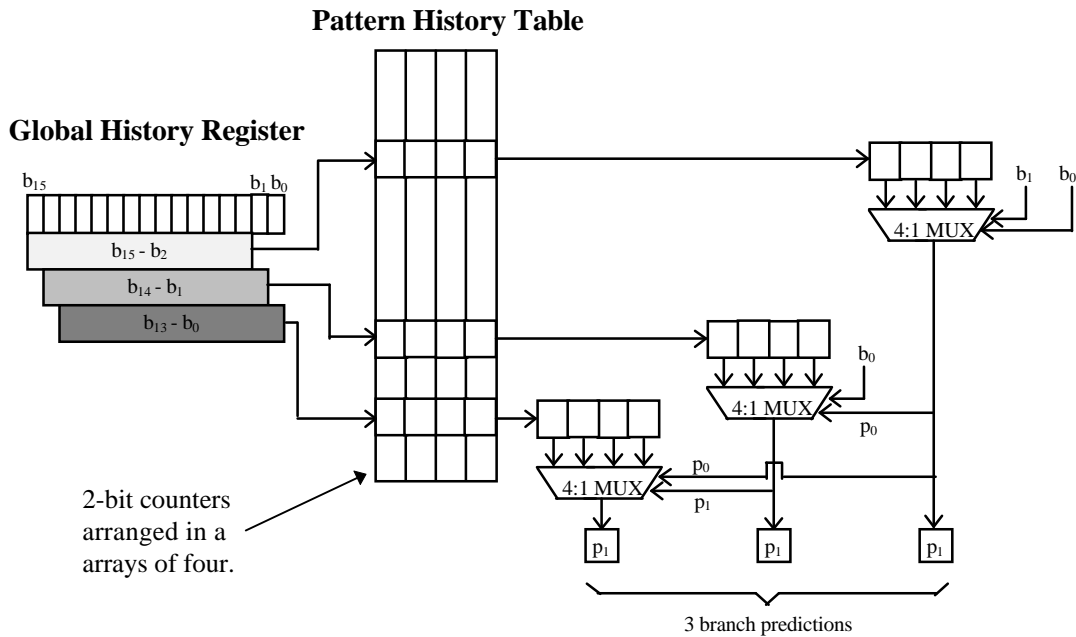 Pattern History Table
Global History Register
b₁₅
b₁ b₀
b₁₅ - b₂
b₁₄ - b₁
b₁₃ - b₀
b₁
b₀
4:1 MUX
b₀
4:1 MUX
p₀
p₀
4:1 MUX
p₁
2-bit counters
arranged in a
arrays of four.
p₁
p₁
p₁
3 branch predictions